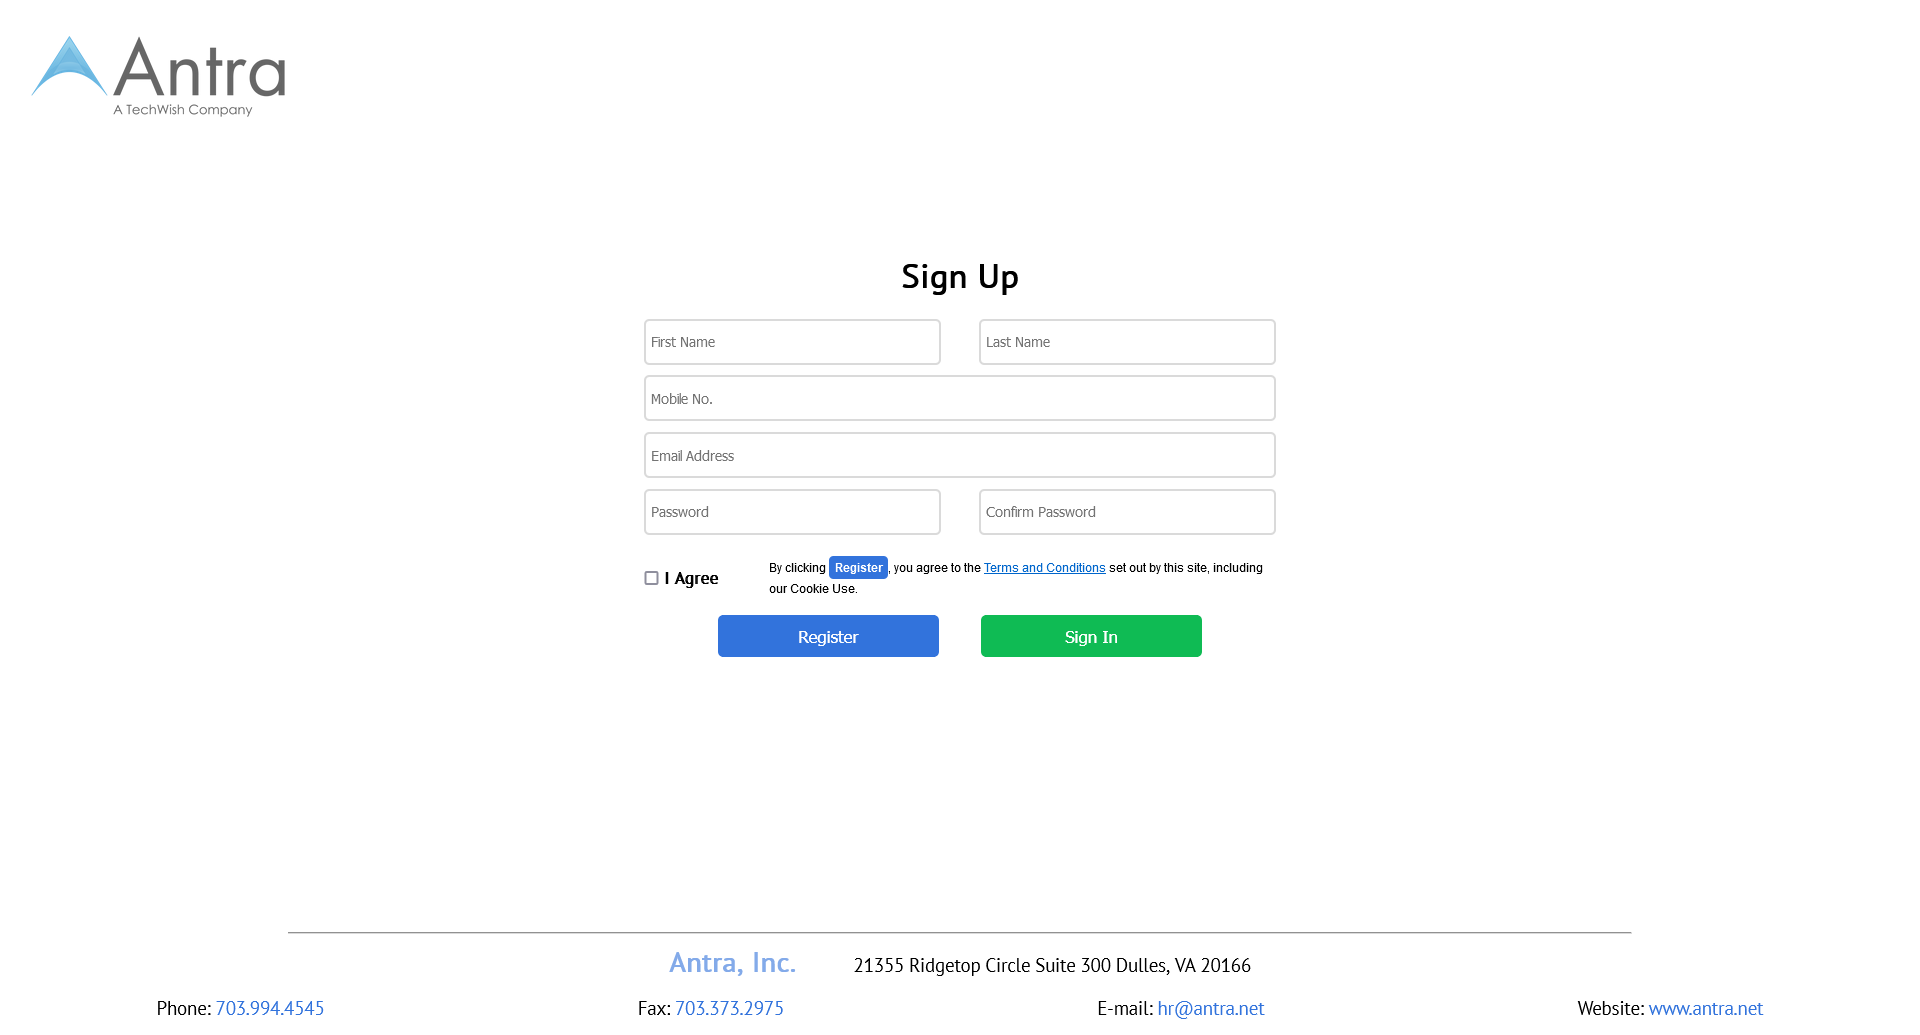 Antra
A TechWish Company
Sign Up
First Name
Last Name
Mobile No.
Email Address
Password
Confirm Password
I Agree
By clicking Register, you agree to the Terms and Conditions set out by this site, including
our Cookie Use.
Register
Sign In
Antra, Inc.
21355 Ridgetop Circle Suite 300 Dulles, VA 20166
Phone: 703.994.4545
Fax: 703.373.2975
E-mail: hr@antra.net
Website: www.antra.net